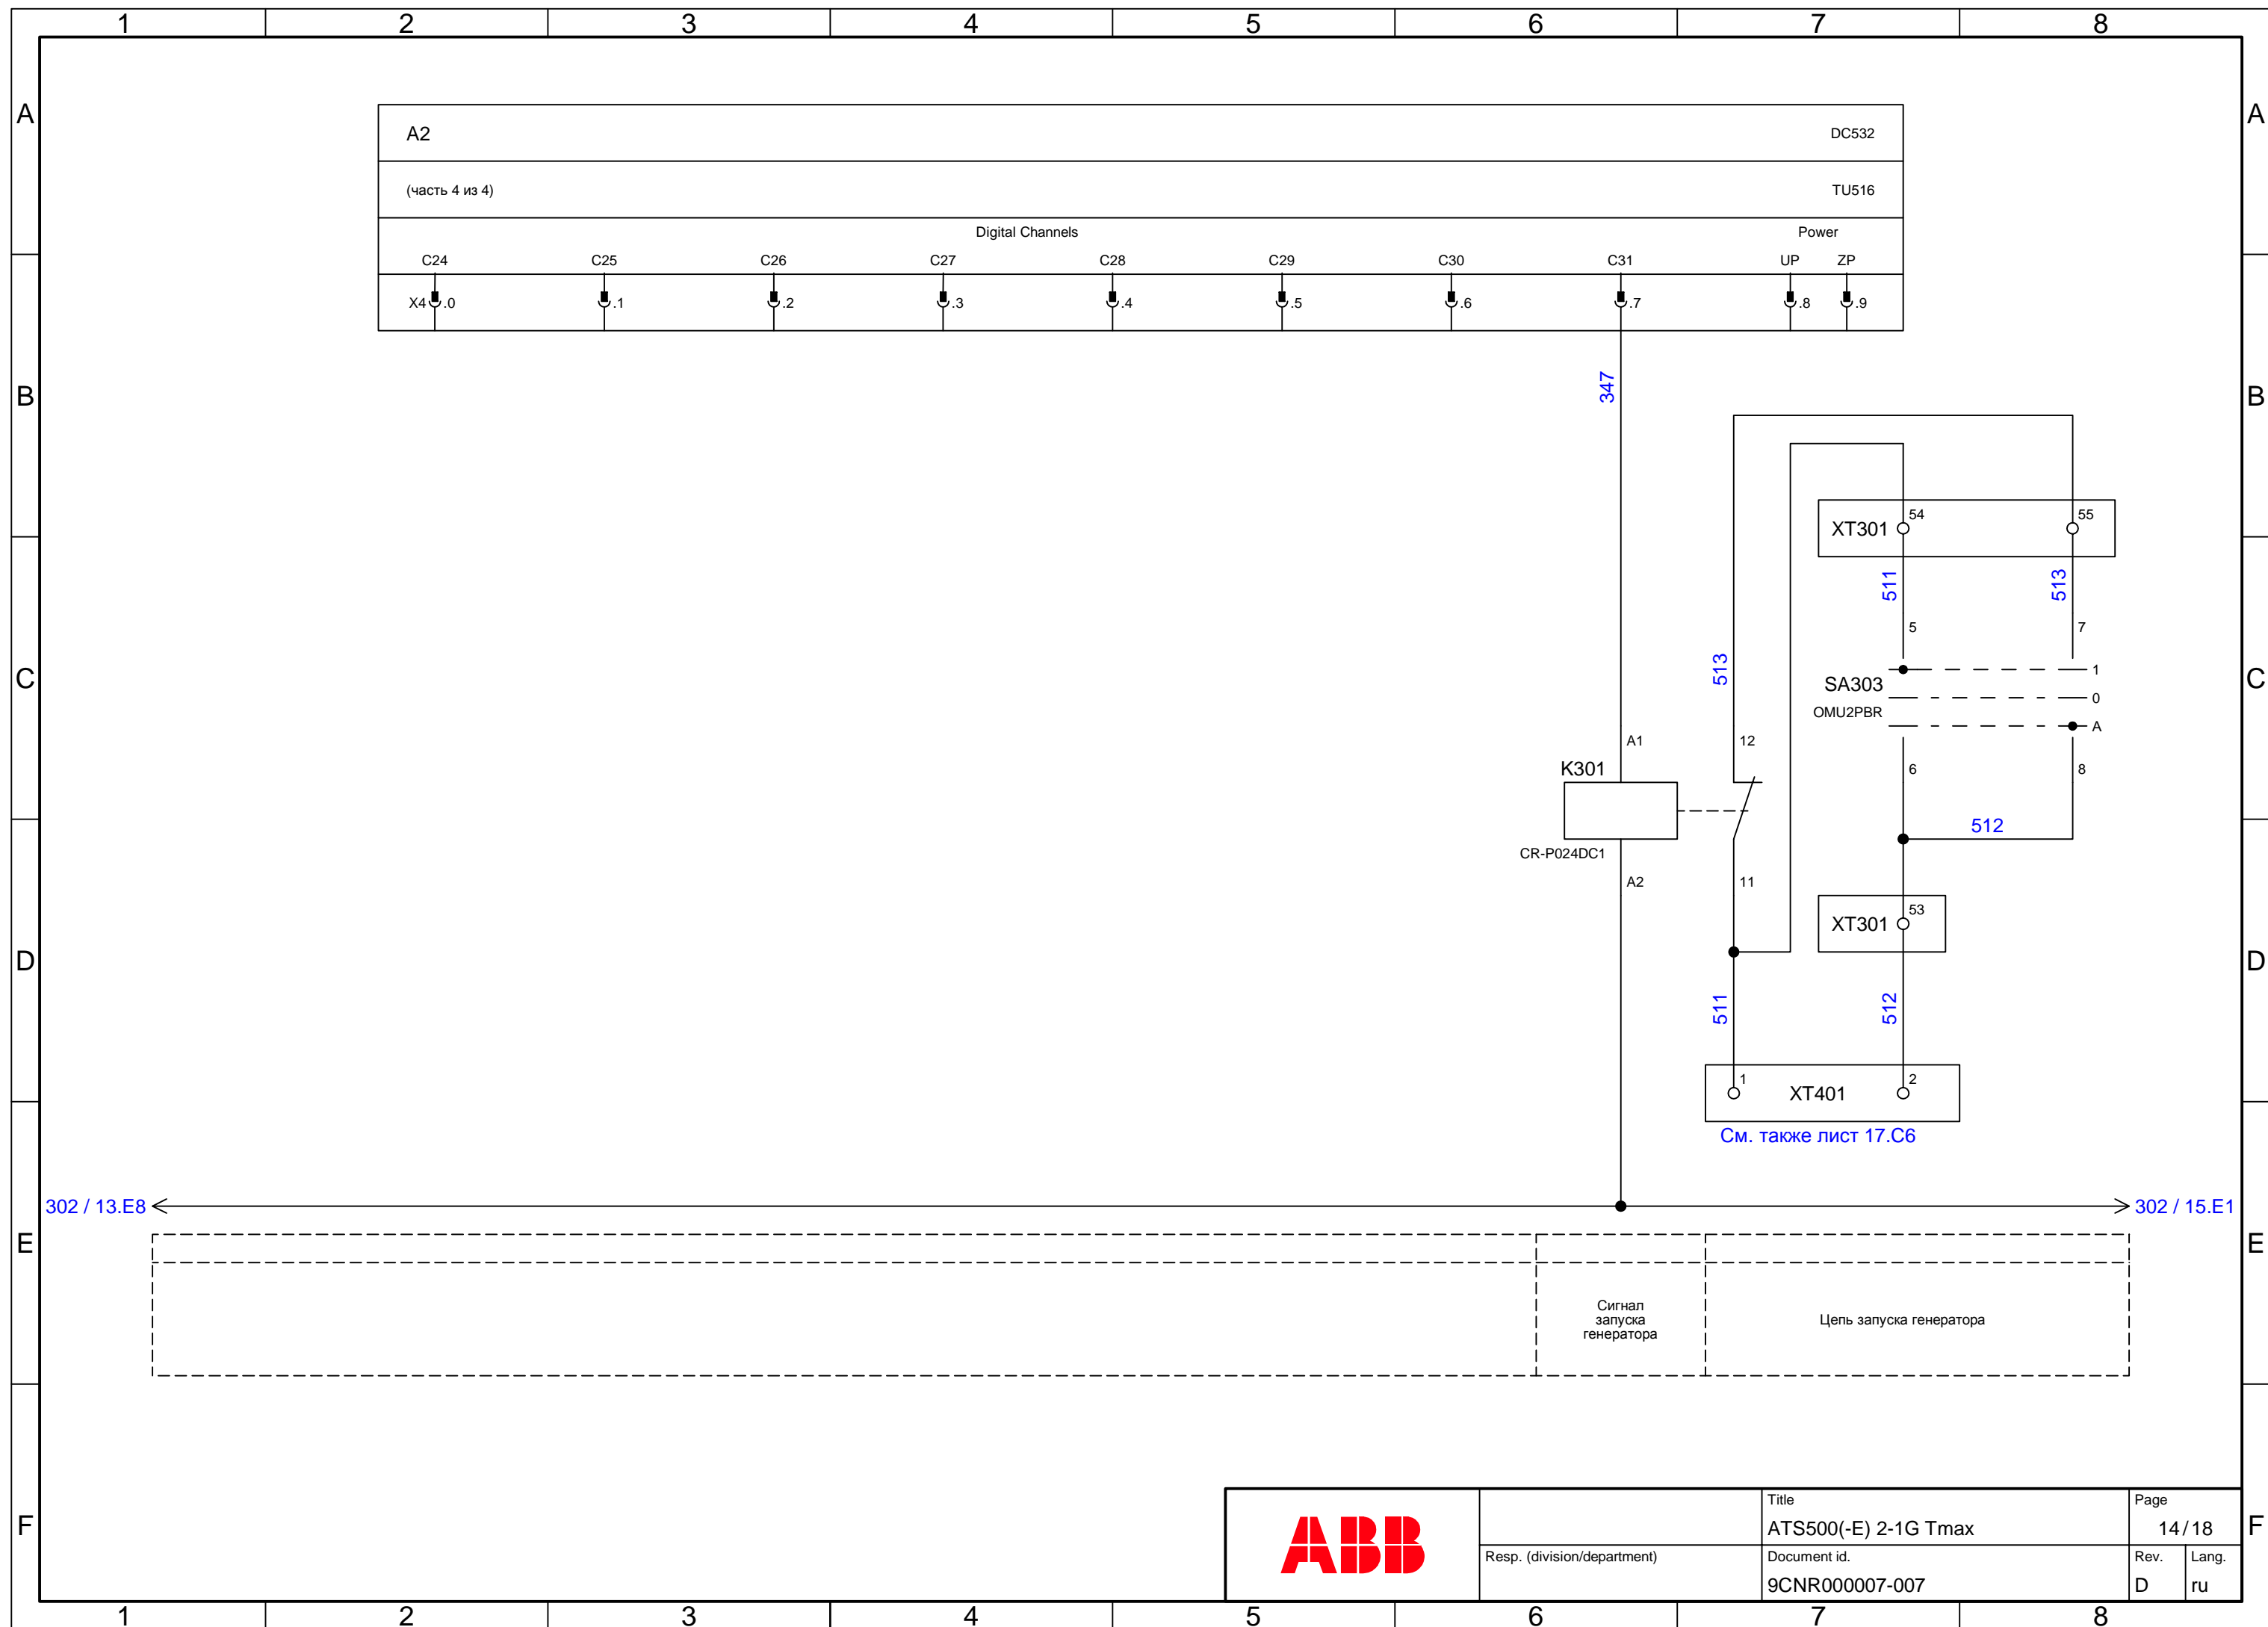 1 2 3 4 5 6 7 8
A A
A2 DC532
(часть 4 из 4) TU516
Digital Channels Power
C24 C25 C26 C27 C28 C29 C30 C31 UP ZP
X4 .0 .1 .2 .3 .4 .5 .6 .7 .8 .9
347
B B
54 55
XT301
511 513
5 7
513
1
C C
SA303
0
OMU2PBR
A
A1 12
K301
6 8
512
CR-P024DC1
A2 11
53
XT301
D D
511 512
1 XT401 2
См. также лист 17.C6
302 / 13.E8 302 / 15.E1
E E
Сигнал
запуска
генератора
Цепь запуска генератора
F F
ABB
Title
ATS500(-E) 2-1G Tmax
Page
14/18
Resp. (division/department)
Document id.
9CNR000007-007
Rev.
D
Lang.
ru
1 2 3 4 5 6 7 8